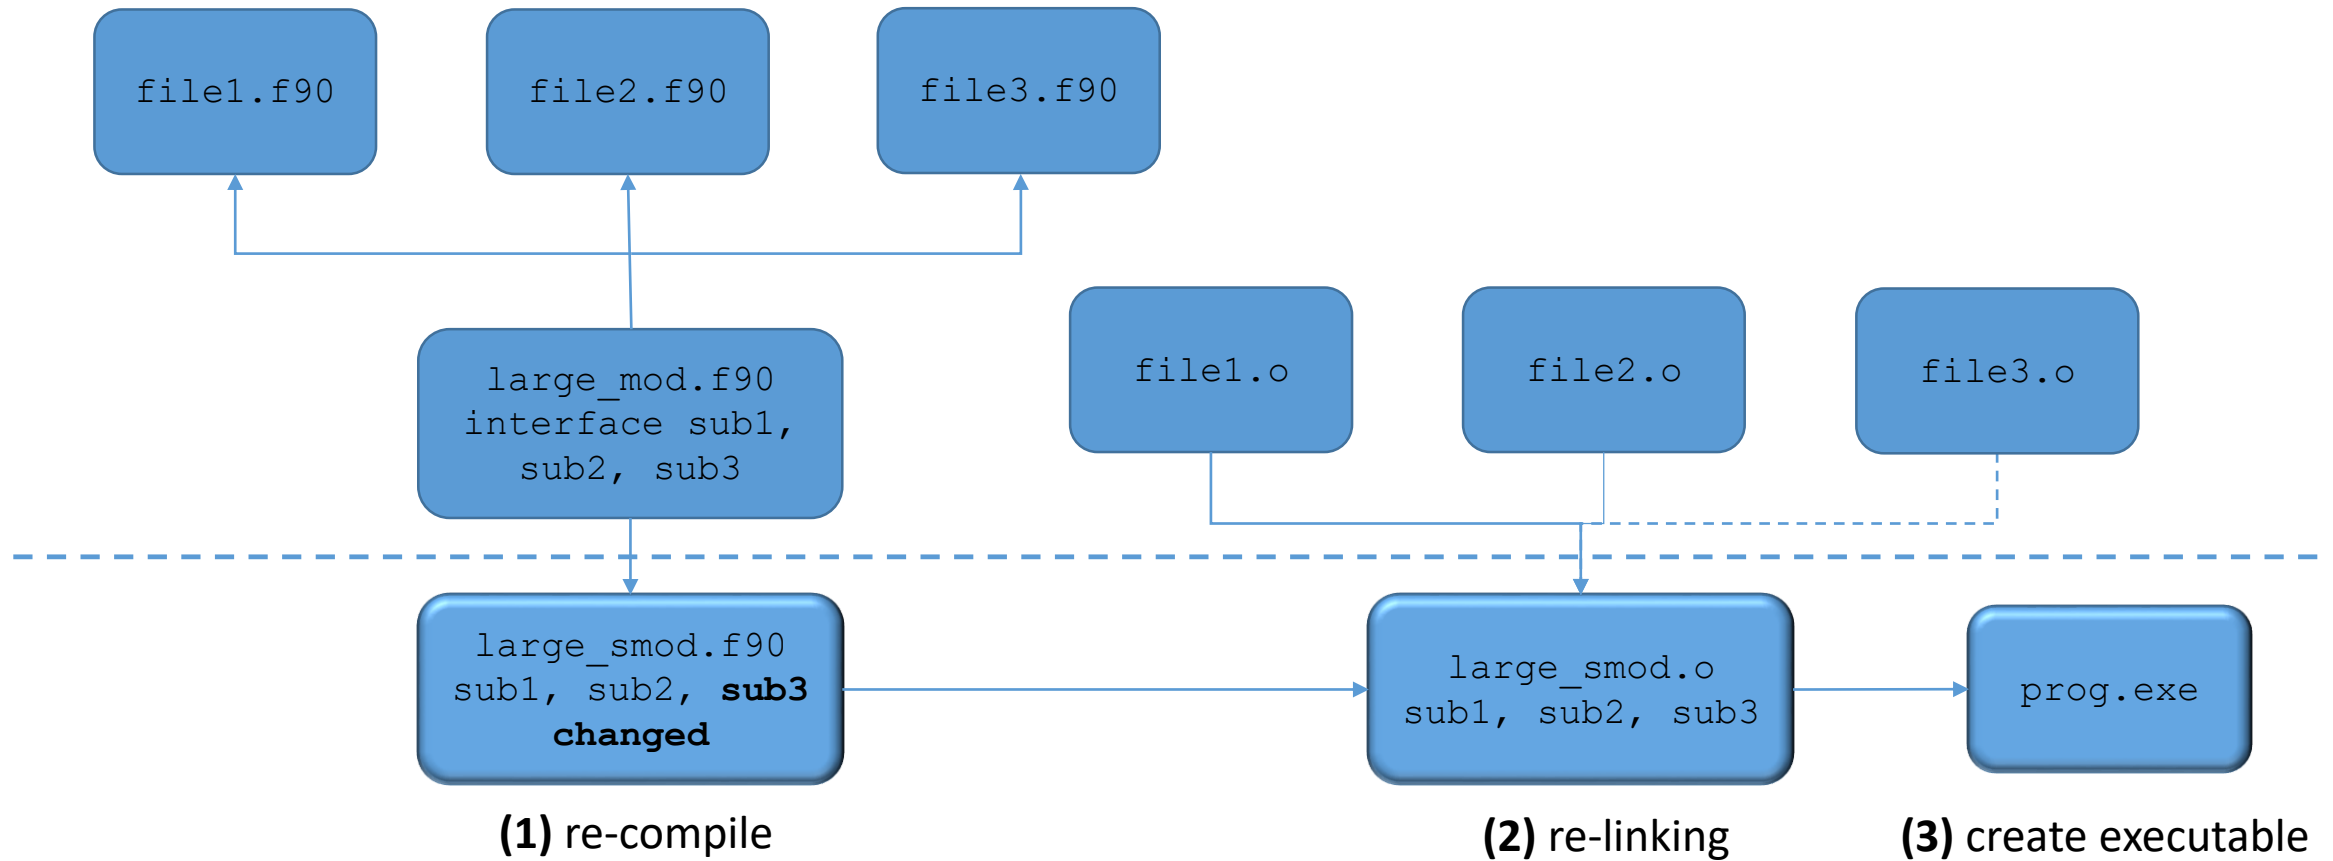 file1.f90
file2.f90
file3.f90
large_mod.f90
interface sub1,
sub2, sub3
file1.o
file2.o
file3.o
large_smod.f90
sub1, sub2, sub3
changed
large_smod.o
sub1, sub2, sub3
prog.exe
(1) re-compile
(2) re-linking
(3) create executable